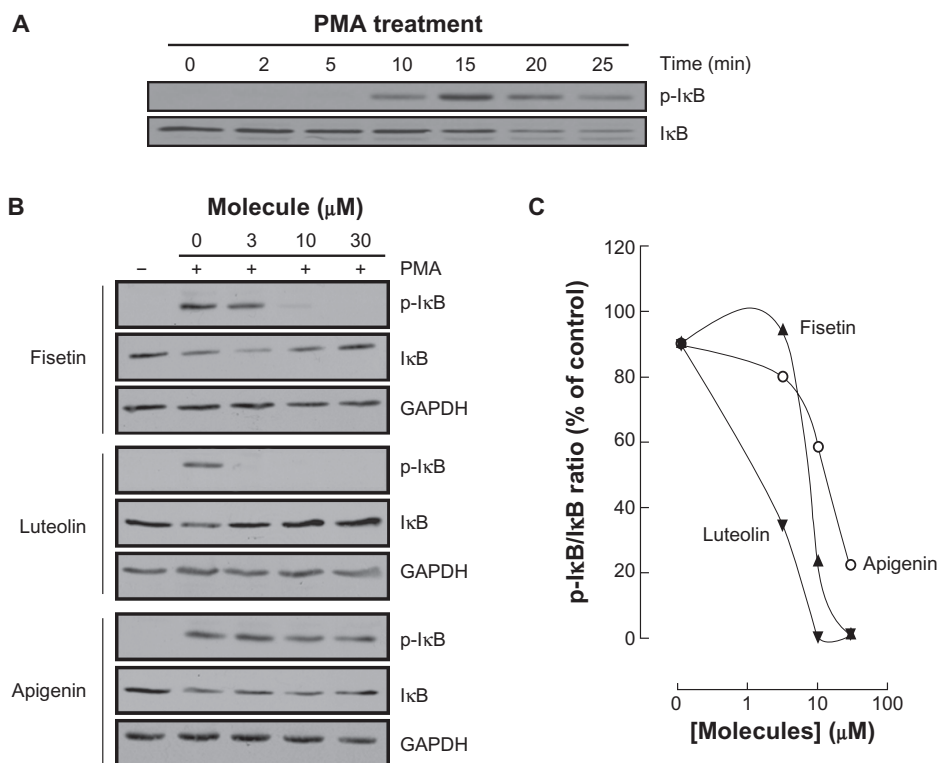 A
PMA treatment
0 2 5 10 15 20 25 Time (min)
p-IκB
IκB
B
Molecule (μM)
0 3 10 30
– + + + + PMA
Fisetin
p-IκB
IκB
GAPDH
Luteolin
p-IκB
IκB
GAPDH
Apigenin
p-IκB
IκB
GAPDH
C
p-IκB/IκB ratio (% of control)
120
100
80
60
40
20
0
Fisetin
Luteolin
Apigenin
0 1 10 100
[Molecules] (μM)